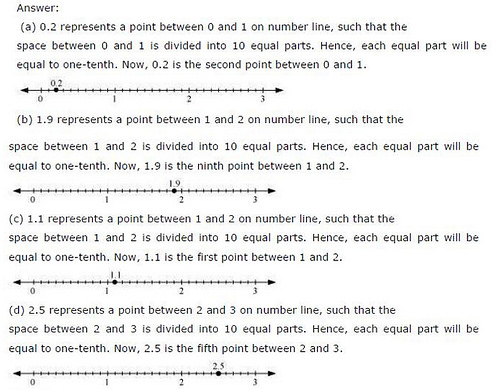 Answer:
(a) 0.2 represents a point between 0 and 1 on number line, such that the
space between 0 and 1 is divided into 10 equal parts. Hence, each equal part will be
equal to one-tenth. Now, 0.2 is the second point between 0 and 1.
0.2
0 1 2 3
(b) 1.9 represents a point between 1 and 2 on number line, such that the
space between 1 and 2 is divided into 10 equal parts. Hence, each equal part will be
equal to one-tenth. Now, 1.9 is the ninth point between 1 and 2.
1.9
0 1 2 3
(c) 1.1 represents a point between 1 and 2 on number line, such that the
space between 1 and 2 is divided into 10 equal parts. Hence, each equal part will be
equal to one-tenth. Now, 1.1 is the first point between 1 and 2.
1.1
0 1 2 3
(d) 2.5 represents a point between 2 and 3 on number line, such that the
space between 2 and 3 is divided into 10 equal parts. Hence, each equal part will be
equal to one-tenth. Now, 2.5 is the fifth point between 2 and 3.
2.5
0 1 2 3